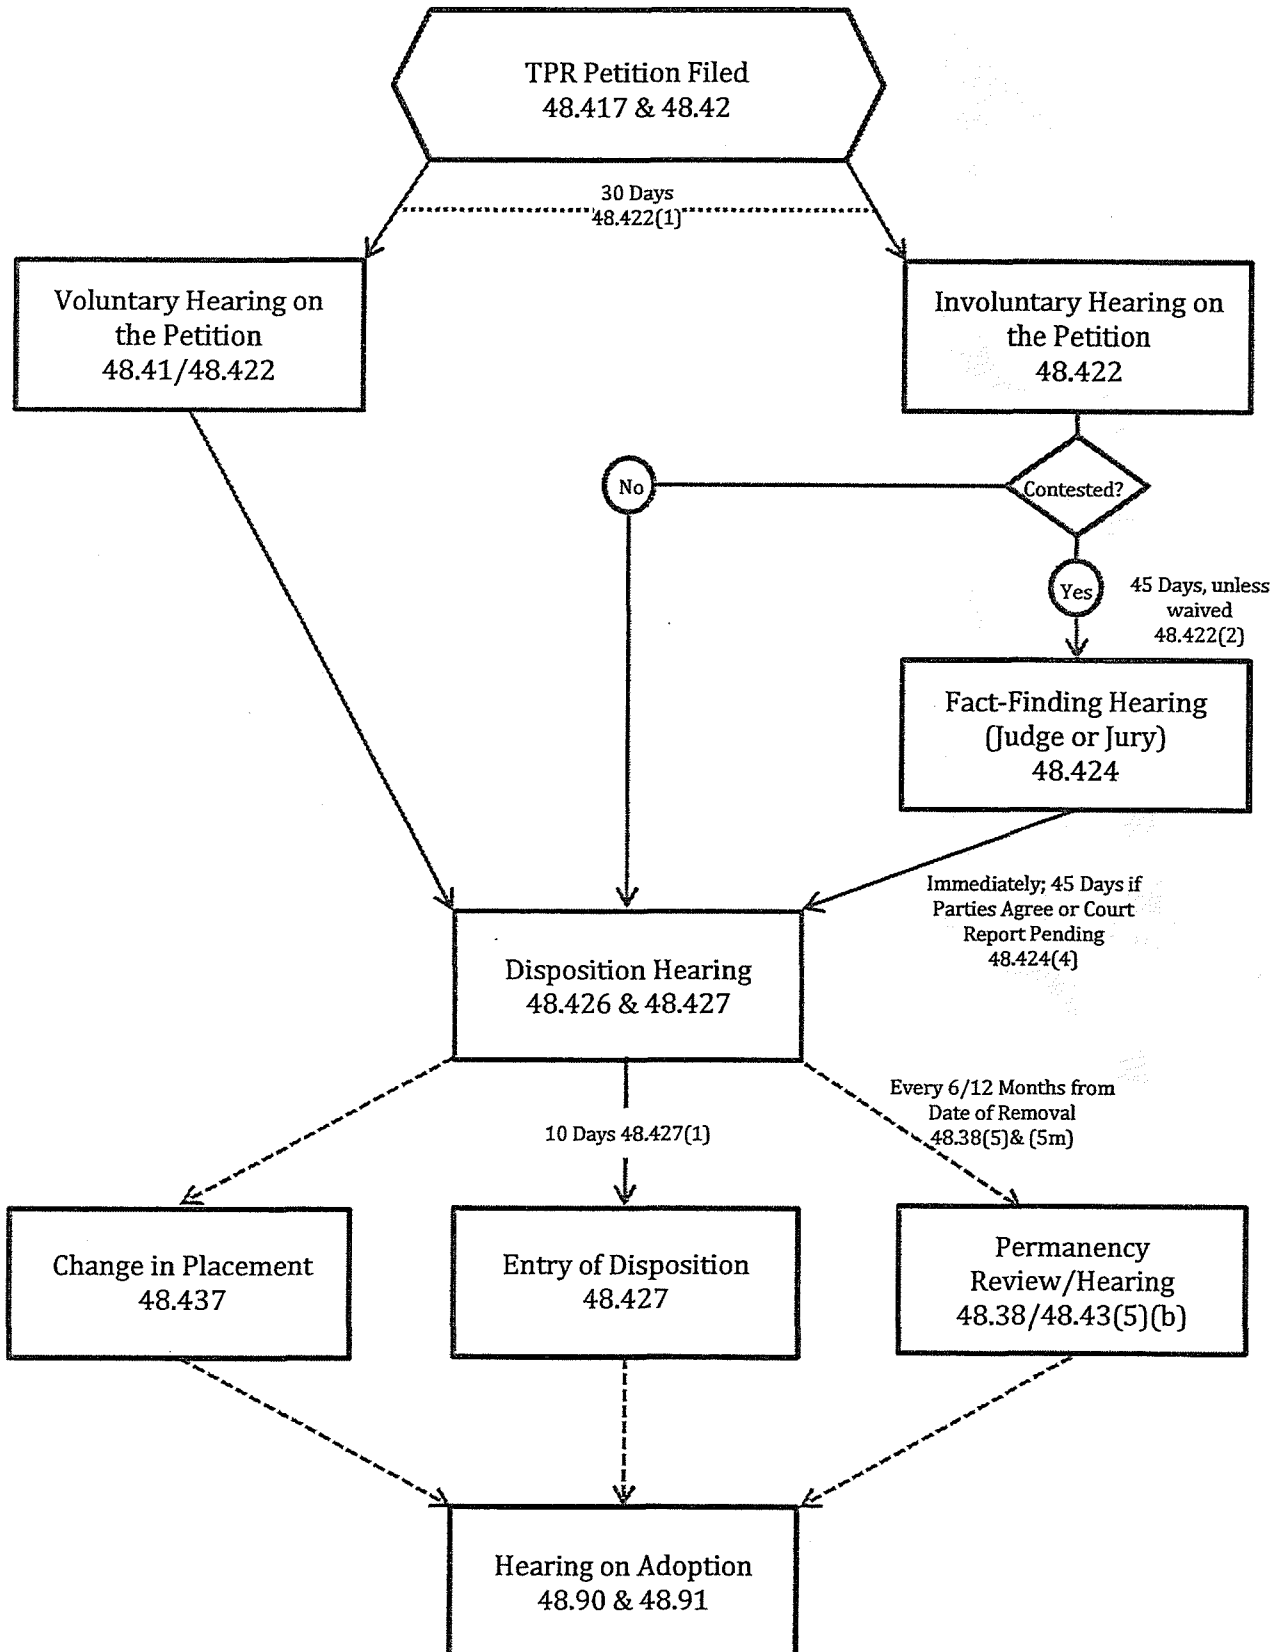 TPR Petition Filed
48.417 & 48.42
30 Days
48.422(1)
Voluntary Hearing on
the Petition
48.41/48.422
Involuntary Hearing on
the Petition
48.422
Contested?
No
Yes
45 Days, unless
waived
48.422(2)
Fact-Finding Hearing
(Judge or Jury)
48.424
Immediately; 45 Days if
Parties Agree or Court
Report Pending
48.424(4)
Disposition Hearing
48.426 & 48.427
Every 6/12 Months from
Date of Removal
48.38(5)& (5m)
10 Days 48.427(1)
Change in Placement
48.437
Entry of Disposition
48.427
Permanency
Review/Hearing
48.38/48.43(5)(b)
Hearing on Adoption
48.90 & 48.91